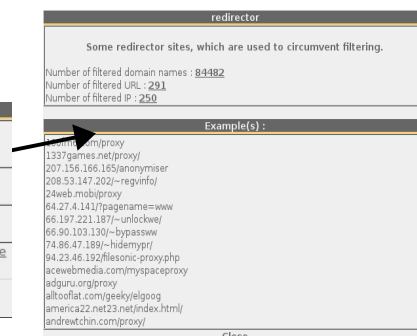 redirector
Some redirector sites, which are used to circumvent filtering.
Number of filtered domain names : 84482
Number of filtered URL : 291
Number of filtered IP : 250
Example(s) :
.com/proxy
1337games.net/proxy/
207.156.166.165/anonymiser
208.53.147.202/~regvinfo/
24web.mobi/proxy
64.27.4.141/?pagename=www
66.197.221.187/~unlockwe/
66.90.103.130/~bypassww
74.86.47.189/~hidemypr/
94.23.46.192/filesonic-proxy.php
acewebmedia.com/myspaceproxy
adguru.org/proxy
alltooflat.com/geeky/elgoog
america22.net23.net/index.html/
andrewtchin.com/proxy/
Close
e